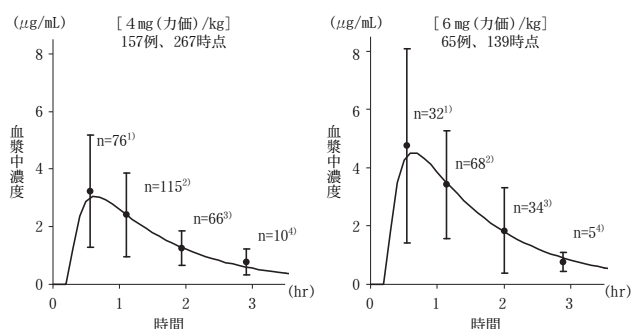 (μg/mL)
[4mg(力価)/kg]
157例、267時点
8
6
4
2
0
血漿中濃度
n=76¹⁾
n=115²⁾
n=66³⁾
n=10⁴⁾
0 1 2 3
(hr)
時間
(μg/mL)
[6mg(力価)/kg]
65例、139時点
8
6
4
2
0
血漿中濃度
n=32¹⁾
n=68²⁾
n=34³⁾
n=5⁴⁾
0 1 2 3
(hr)
時間